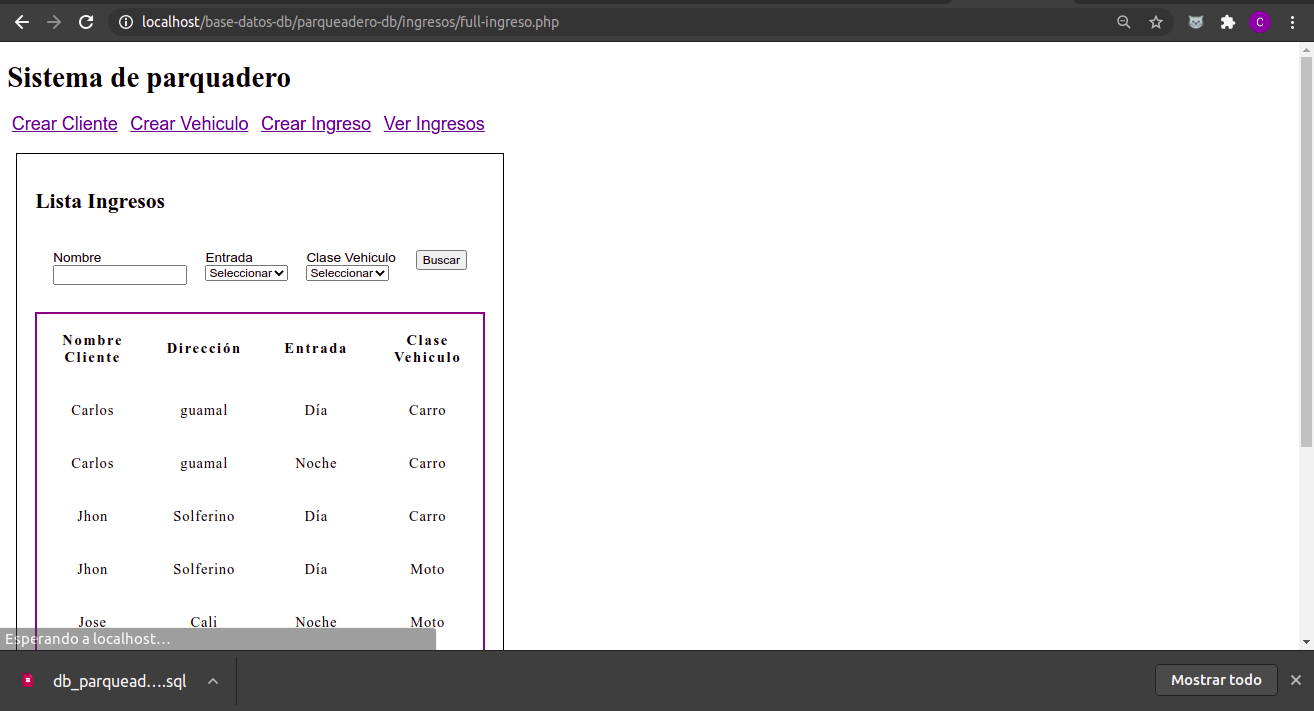 localhost/base-datos-db/parqueadero-db/ingresos/full-ingreso.php
C
Sistema de parquadero
Crear Cliente Crear Vehiculo Crear Ingreso Ver Ingresos
Lista Ingresos
Nombre Entrada Clase Vehiculo
Seleccionar Seleccionar Buscar
Nombre Cliente Dirección Entrada Clase Vehiculo
Carlos guamal Día Carro
Carlos guamal Noche Carro
Jhon Solferino Día Carro
Jhon Solferino Día Moto
Jose Cali Noche Moto
Esperando a localhost...
db_parquead....sql Mostrar todo